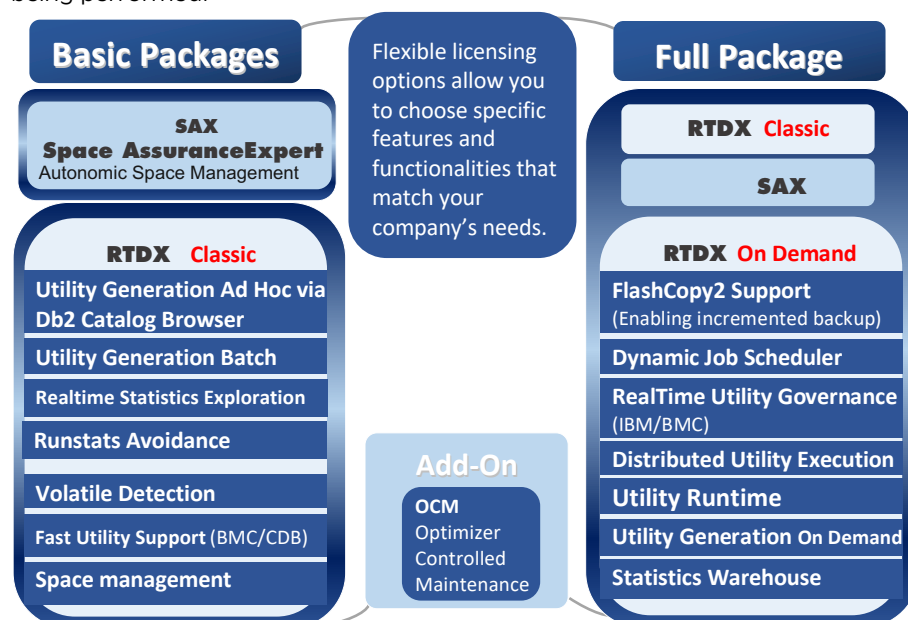 being performed.
Basic Packages
SAX
Space AssuranceExpert
Autonomic Space Management
RTDX Classic
Utility Generation Ad Hoc via
Db2 Catalog Browser
Utility Generation Batch
Realtime Statistics Exploration
Runstats Avoidance
Volatile Detection
Fast Utility Support (BMC/CDB)
Space management
Flexible licensing
options allow you
to choose specific
features and
functionalities that
match your
company’s needs.
Add-On
OCM
Optimizer
Controlled
Maintenance
Full Package
RTDX Classic
SAX
RTDX On Demand
FlashCopy2 Support
(Enabling incremented backup)
Dynamic Job Scheduler
RealTime Utility Governance
(IBM/BMC)
Distributed Utility Execution
Utility Runtime
Utility Generation On Demand
Statistics Warehouse